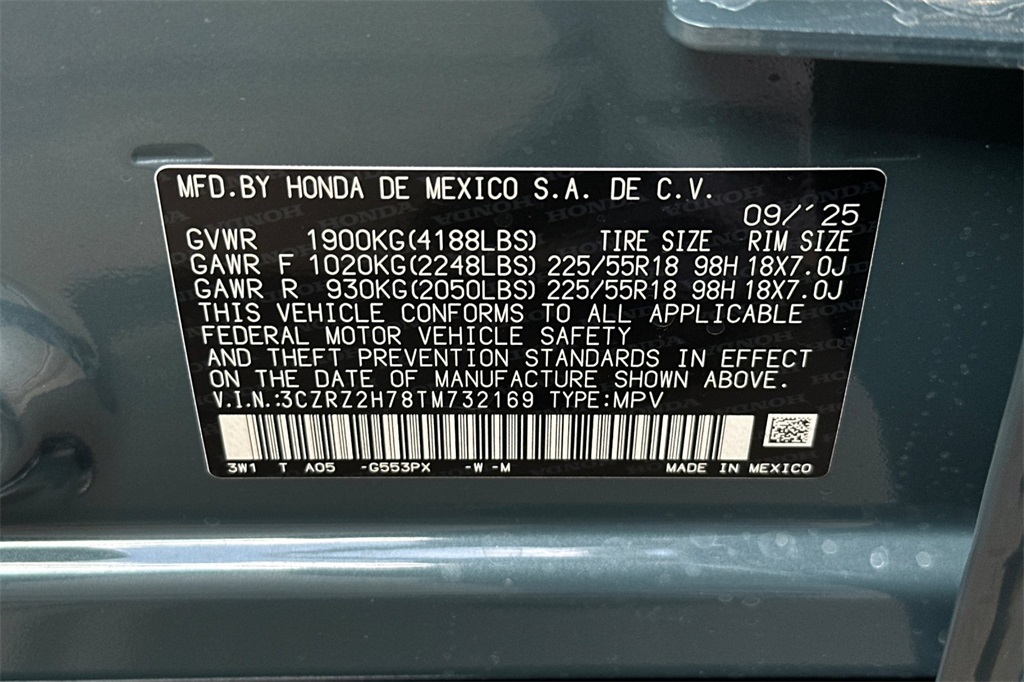 MFD.BY HONDA DE MEXICO S.A. DE C.V.
09/'25
GVWR 1900KG(4188LBS) TIRE SIZE RIM SIZE
GAWR F 1020KG(2248LBS) 225/55R18 98H 18X7.0J
GAWR R 930KG(2050LBS) 225/55R18 98H 18X7.0J
THIS VEHICLE CONFORMS TO ALL APPLICABLE
FEDERAL MOTOR VEHICLE SAFETY
AND THEFT PREVENTION STANDARDS IN EFFECT
ON THE DATE OF MANUFACTURE SHOWN ABOVE.
V.I.N.:3CZRZ2H78TM732169 TYPE:MPV
3W1 T A05 -G553PX -W -M MADE IN MEXICO